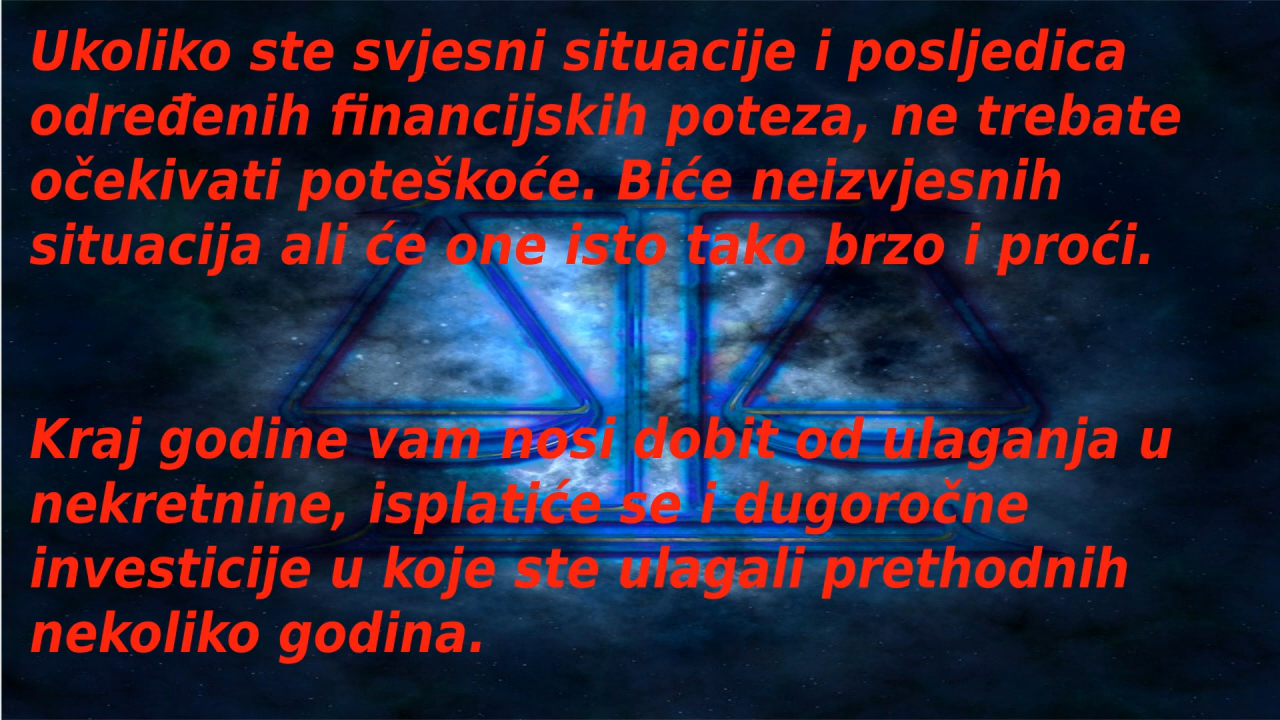 Ukoliko ste svjesni situacije i posljedica
određenih financijskih poteza, ne trebate
očekivati poteškoće. Biće neizvjesnih
situacija ali će one isto tako brzo i proći.
Kraj godine vam nosi dobit od ulaganja u
nekretnine, isplatiće se i dugoročne
investicije u koje ste ulagali prethodnih
nekoliko godina.